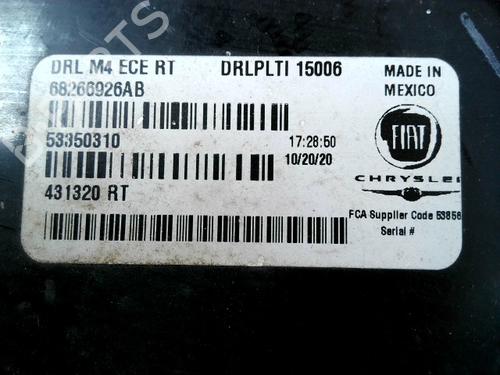 DRL M4 ECE RT DRLPLTI 15006
68266926AB
MADE IN
MEXICO
53350310
17:28:50
10/20/20
FIAT
CHRYSLER
431320 RT
FCA Supplier Code 53856
Serial #